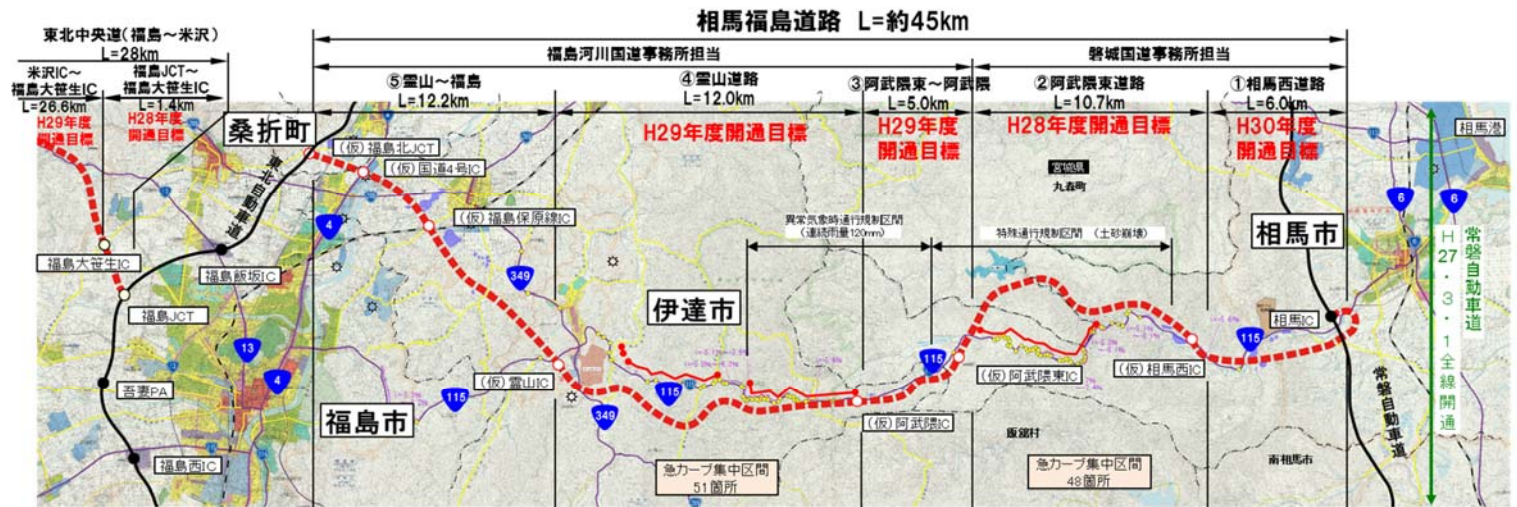 相馬福島道路 L=約45km
東北中央道(福島～米沢)
L=28km
福島河川国道事務所担当
磐城国道事務所担当
米沢IC～
福島大笹生IC
L=26.6km
H29年度
開通目標
福島JCT～
福島大笹生IC
L=1.4km
H28年度
開通目標
⑤霊山～福島
L=12.2km
④霊山道路
L=12.0km
H29年度開通目標
③阿武隈東～阿武隈
L=5.0km
H29年度
開通目標
②阿武隈東道路
L=10.7km
H28年度開通目標
①相馬西道路
L=6.0km
H30年度
開通目標
桑折町
(仮)福島北JCT
(仮)国道4号IC
東北自動車道
4
(仮)福島保原線IC
福島大笹生IC
福島飯坂IC
福島JCT
349
13
4
吾妻PA
福島西IC
福島市
115
(仮)霊山IC
349
伊達市
115
異常気象時通行規制区間
(連続雨量120mm)
特殊通行規制区間 (土砂崩壊)
宮城県
丸森町
115
(仮)阿武隈東IC
(仮)阿武隈IC
(仮)相馬西IC
115
飯舘村
南相馬市
急カーブ集中区間
51箇所
急カーブ集中区間
48箇所
相馬市
相馬IC
相馬港
6
6
常磐自動車道
常磐自動車道
H27・3・1全線開通